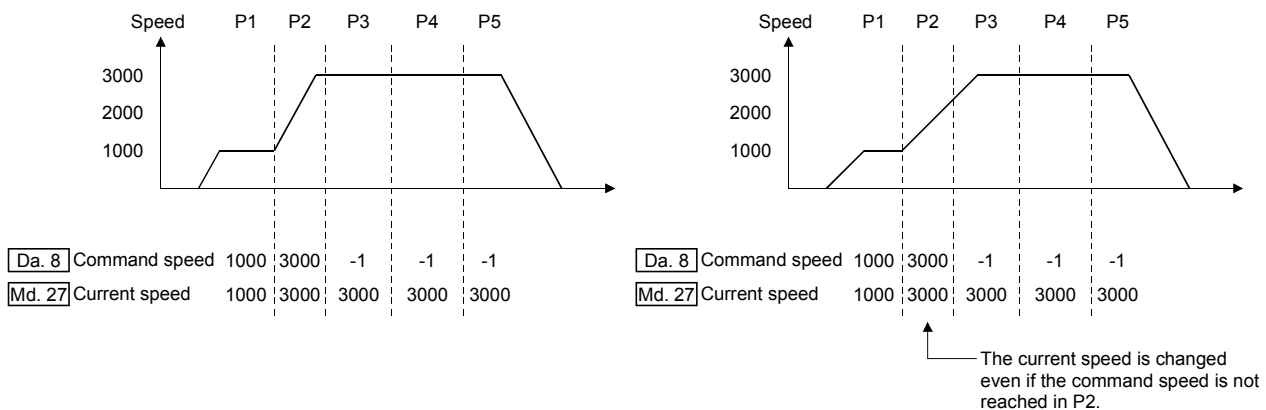 Speed P1 P2 P3 P4 P5
3000
2000
1000
Da. 8 Command speed 1000 3000 -1 -1 -1
Md. 27 Current speed 1000 3000 3000 3000 3000
Speed P1 P2 P3 P4 P5
3000
2000
1000
Da. 8 Command speed 1000 3000 -1 -1 -1
Md. 27 Current speed 1000 3000 3000 3000 3000
The current speed is changed
even if the command speed is not
reached in P2.